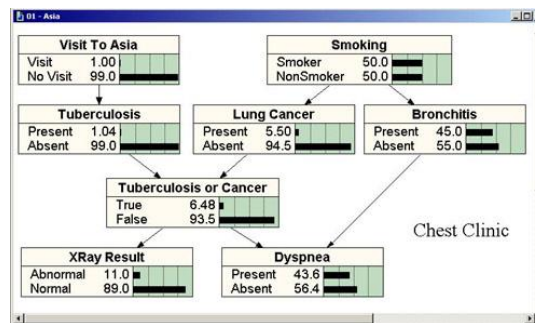 01 - Asia
Visit To Asia
Visit 1.00
No Visit 99.0
Smoking
Smoker 50.0
NonSmoker 50.0
Tuberculosis
Present 1.04
Absent 99.0
Lung Cancer
Present 5.50
Absent 94.5
Bronchitis
Present 45.0
Absent 55.0
Tuberculosis or Cancer
True 6.48
False 93.5
Chest Clinic
XRay Result
Abnormal 11.0
Normal 89.0
Dyspnea
Present 43.6
Absent 56.4